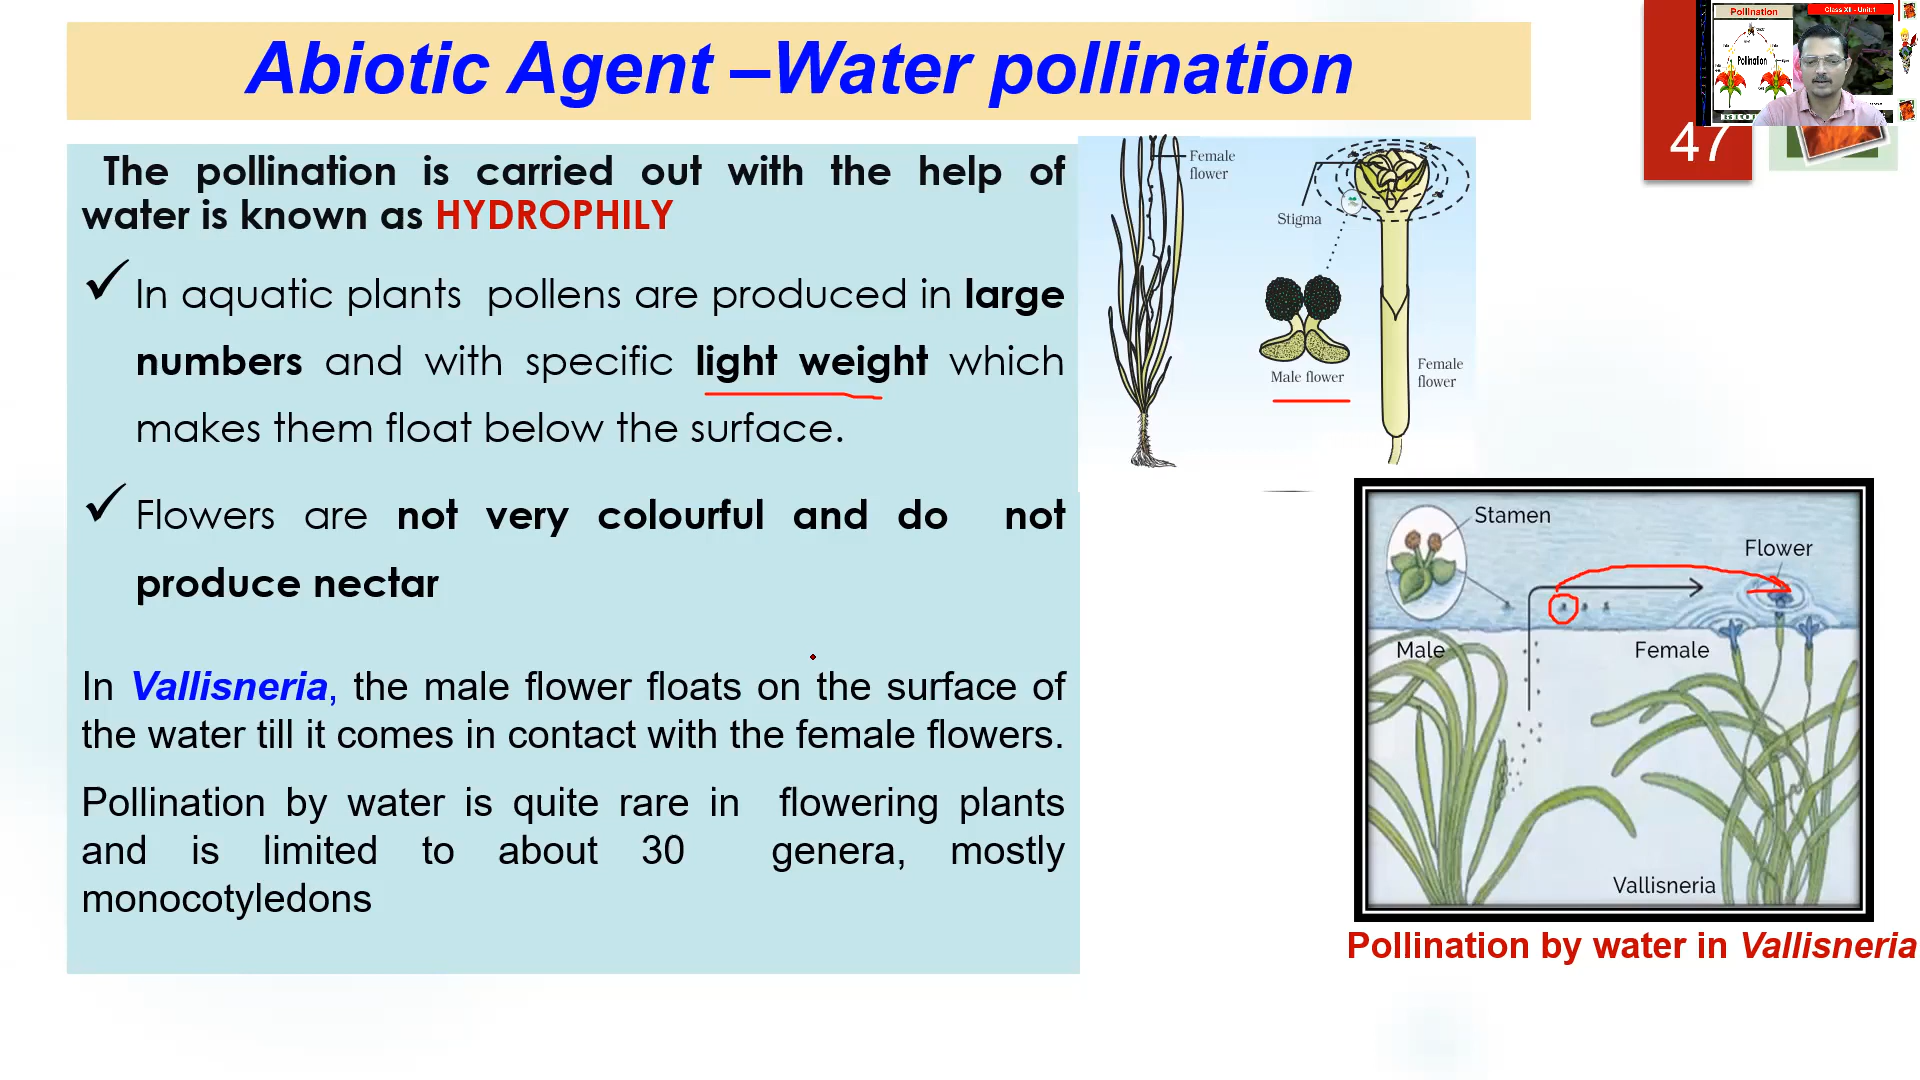 Abiotic Agent –Water pollination
The pollination is carried out with the help of
water is known as HYDROPHILY
✓ In aquatic plants pollens are produced in large
numbers and with specific light weight which
makes them float below the surface.
✓ Flowers are not very colourful and do not
produce nectar
In Vallisneria, the male flower floats on the surface of
the water till it comes in contact with the female flowers.
Pollination by water is quite rare in flowering plants
and is limited to about 30 genera, mostly
monocotyledons
Female
flower
Stigma
Male flower
Female
flower
Stamen
Flower
Male
Female
Vallisneria
Pollination by water in Vallisneria
47
Pollination
Class XII - Unit:1
Pollination